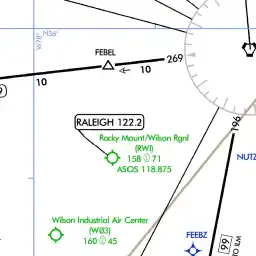 W78° N36°
FEBEL
269
10
10
RALEIGH 122.2
196
Rocky Mount/Wilson Rgnl
(RWI)
158 71
ASOS 118.875
NUTZ
Wilson Industrial Air Center
(W03)
160 45
FEEBZ
99